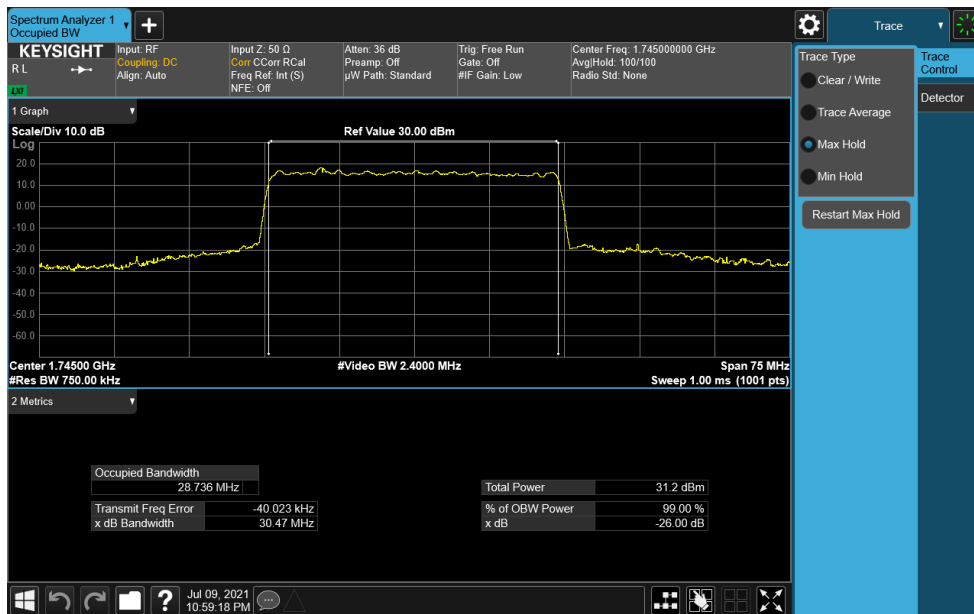 Spectrum Analyzer 1
Occupied BW
Trace
KEYSIGHT
R L
LXI
Input: RF
Coupling: DC
Align: Auto
Input Z: 50 Ω
Corr CCorr RCal
Freq Ref: Int (S)
NFE: Off
Atten: 36 dB
Preamp: Off
µW Path: Standard
Trig: Free Run
Gate: Off
#IF Gain: Low
Center Freq: 1.745000000 GHz
Avg|Hold: 100/100
Radio Std: None
Trace Type
Clear / Write
Trace Average
Max Hold
Min Hold
Restart Max Hold
Trace
Control
Detector
1 Graph
Scale/Div 10.0 dB
Ref Value 30.00 dBm
Log
20.0
10.0
0.00
-10.0
-20.0
-30.0
-40.0
-50.0
-60.0
Center 1.74500 GHz
#Video BW 2.4000 MHz
Span 75 MHz
#Res BW 750.00 kHz
Sweep 1.00 ms (1001 pts)
2 Metrics
Occupied Bandwidth
28.736 MHz
Total Power 31.2 dBm
Transmit Freq Error -40.023 kHz
% of OBW Power 99.00 %
x dB Bandwidth 30.47 MHz
x dB -26.00 dB
?
Jul 09, 2021
10:59:18 PM